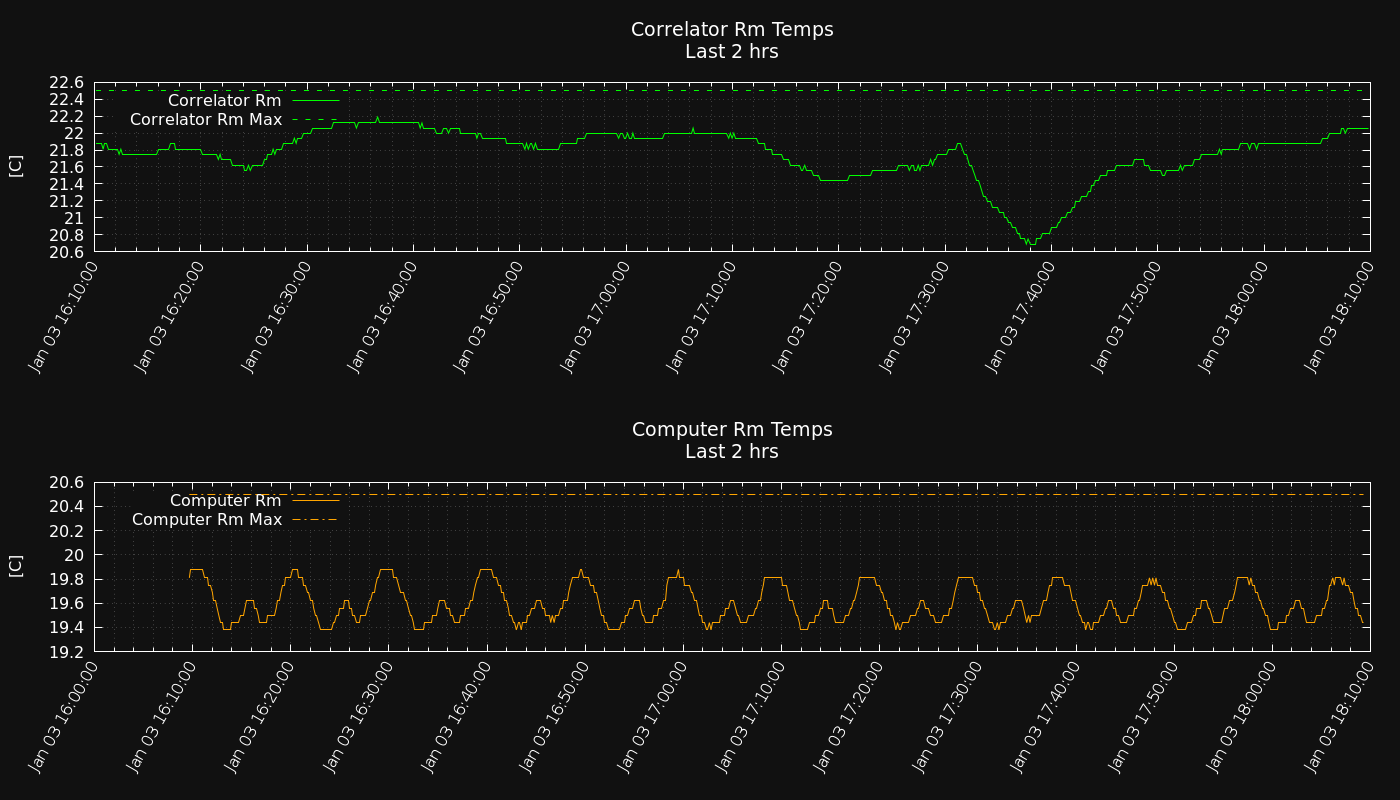 Correlator Rm Temps
Last 2 hrs
22.6
22.4
22.2
22
21.8
21.6
21.4
21.2
21
20.8
20.6
[C]
Correlator Rm
Correlator Rm Max
Jan 03 16:10:00
Jan 03 16:20:00
Jan 03 16:30:00
Jan 03 16:40:00
Jan 03 16:50:00
Jan 03 17:00:00
Jan 03 17:10:00
Jan 03 17:20:00
Jan 03 17:30:00
Jan 03 17:40:00
Jan 03 17:50:00
Jan 03 18:00:00
Jan 03 18:10:00
Computer Rm Temps
Last 2 hrs
20.6
20.4
20.2
20
19.8
19.6
19.4
19.2
[C]
Computer Rm
Computer Rm Max
Jan 03 16:00:00
Jan 03 16:10:00
Jan 03 16:20:00
Jan 03 16:30:00
Jan 03 16:40:00
Jan 03 16:50:00
Jan 03 17:00:00
Jan 03 17:10:00
Jan 03 17:20:00
Jan 03 17:30:00
Jan 03 17:40:00
Jan 03 17:50:00
Jan 03 18:00:00
Jan 03 18:10:00